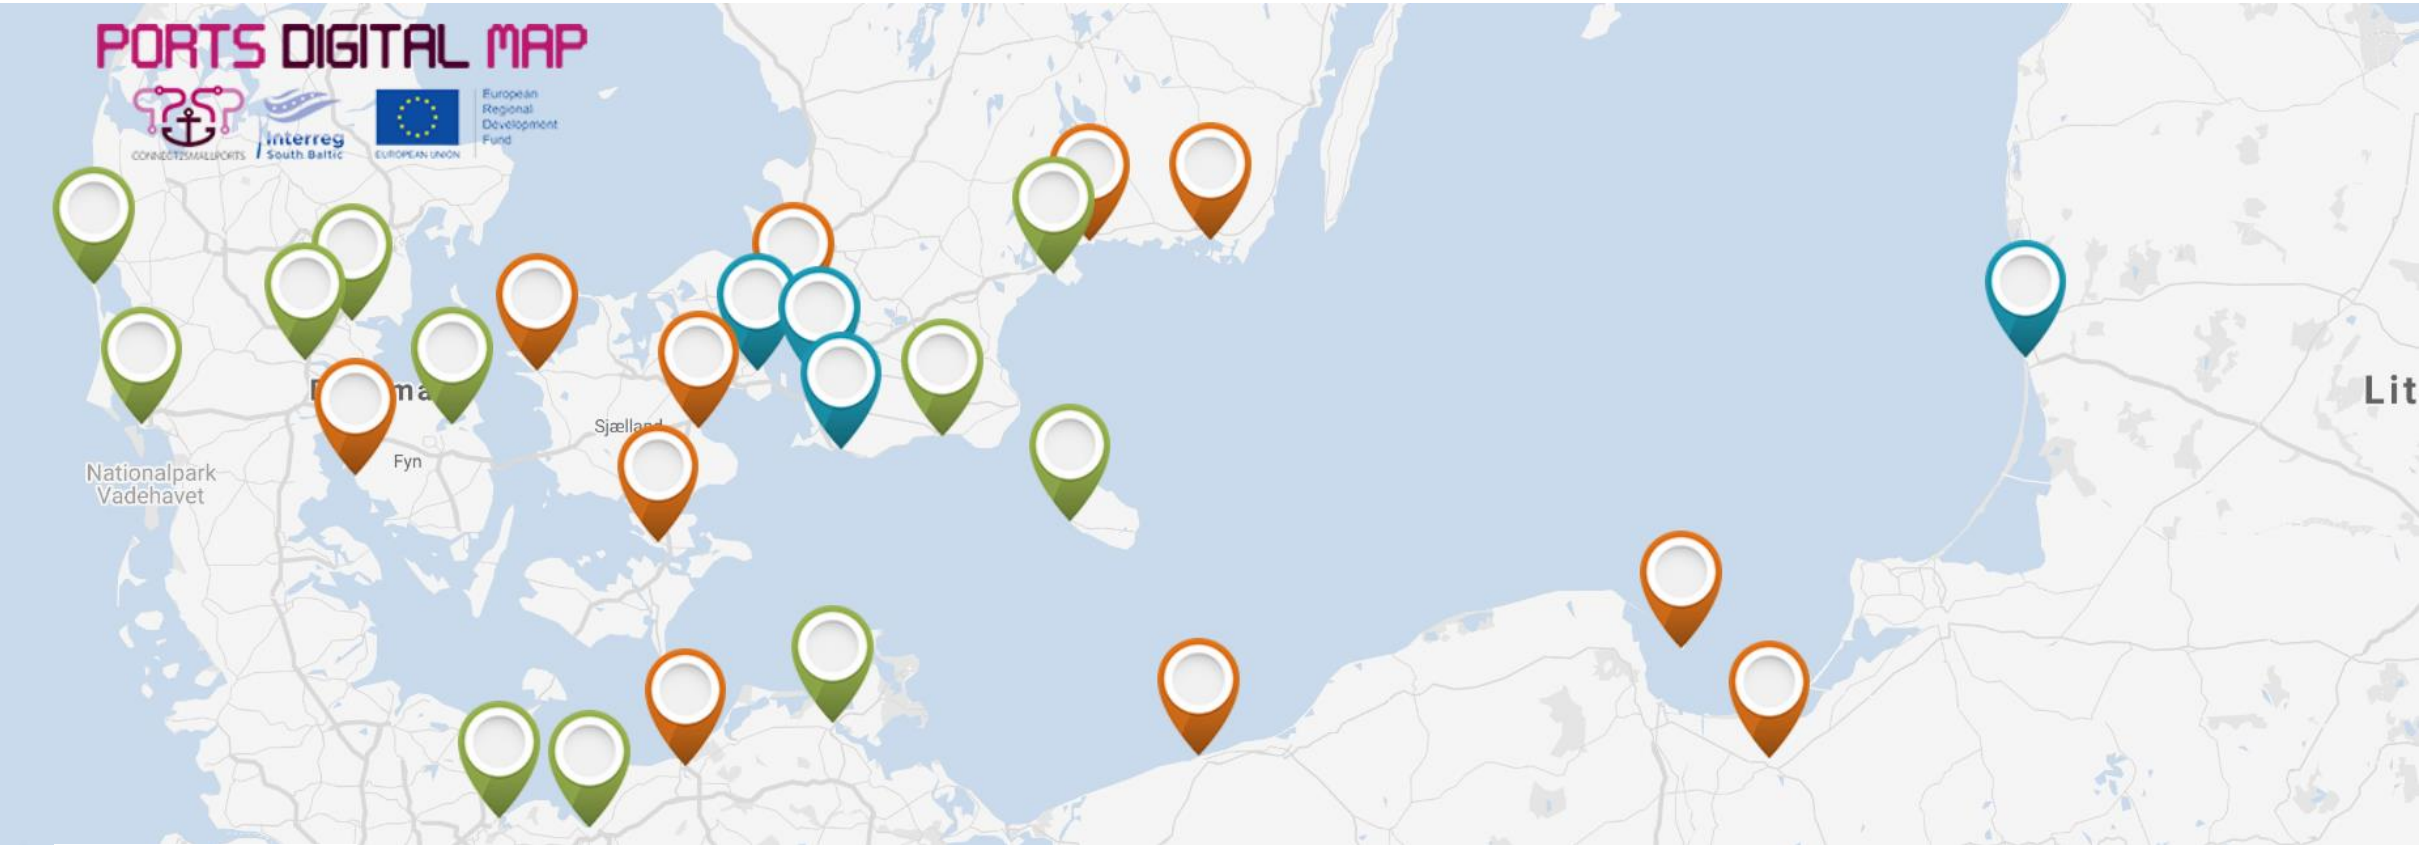 PORTS DIGITAL MAP
CONNECT2SMALLPORTS
Interreg
South Baltic
EUROPEAN UNION
European
Regional
Development
Fund
Sjælland
Fyn
Nationalpark
Vadehavet
Lit